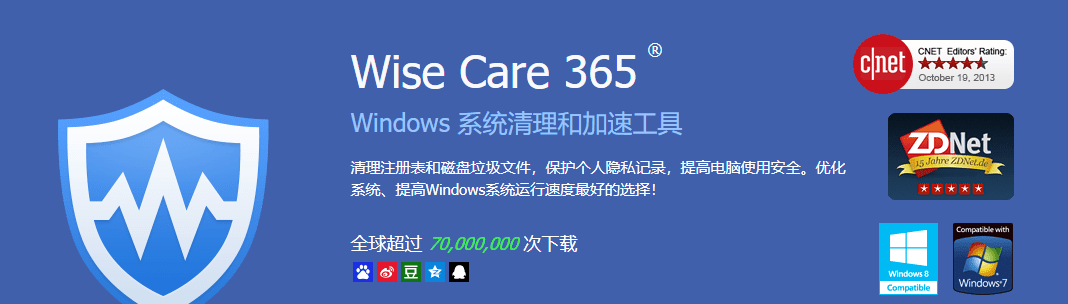 Wise Care 365 ®
Windows 系统清理和加速工具
清理注册表和磁盘垃圾文件，保护个人隐私记录，提高电脑使用安全。优化
系统、提高Windows系统运行速度最好的选择！
全球超过 70,000,000 次下载
豆
c|net
CNET Editors' Rating:
October 19, 2013
ZDNet
15 Jahre ZDNet.de
Windows 8
Compatible
Compatible with
Windows 7